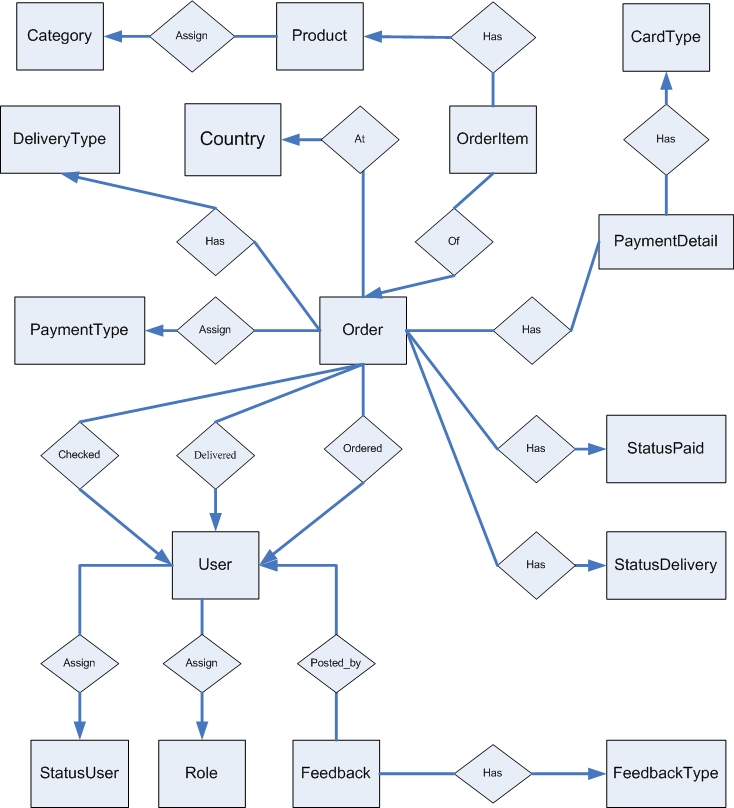 Category
Assign
Product
Has
CardType
DeliveryType
Country
At
OrderItem
Has
Has
Of
PaymentDetail
PaymentType
Assign
Order
Has
Checked
Delivered
Ordered
Has
StatusPaid
User
Has
StatusDelivery
Assign
Assign
Posted_by
StatusUser
Role
Feedback
Has
FeedbackType